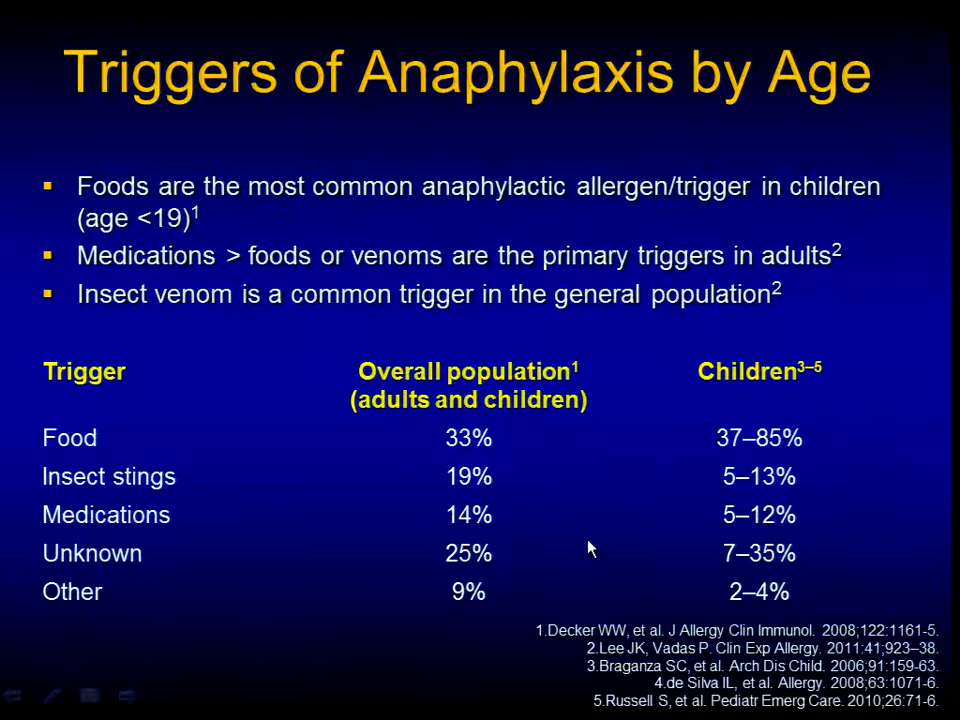 Triggers of Anaphylaxis by Age
▪ Foods are the most common anaphylactic allergen/trigger in children
(age <19)¹
▪ Medications > foods or venoms are the primary triggers in adults²
▪ Insect venom is a common trigger in the general population²
Trigger Overall population¹ Children³⁻⁵
(adults and children)
Food 33% 37–85%
Insect stings 19% 5–13%
Medications 14% 5–12%
Unknown 25% 7–35%
Other 9% 2–4%
1.Decker WW, et al. J Allergy Clin Immunol. 2008;122:1161-5.
2.Lee JK, Vadas P. Clin Exp Allergy. 2011:41;923–38.
3.Braganza SC, et al. Arch Dis Child. 2006;91:159-63.
4.de Silva IL, et al. Allergy. 2008;63:1071-6.
5.Russell S, et al. Pediatr Emerg Care. 2010;26:71-6.